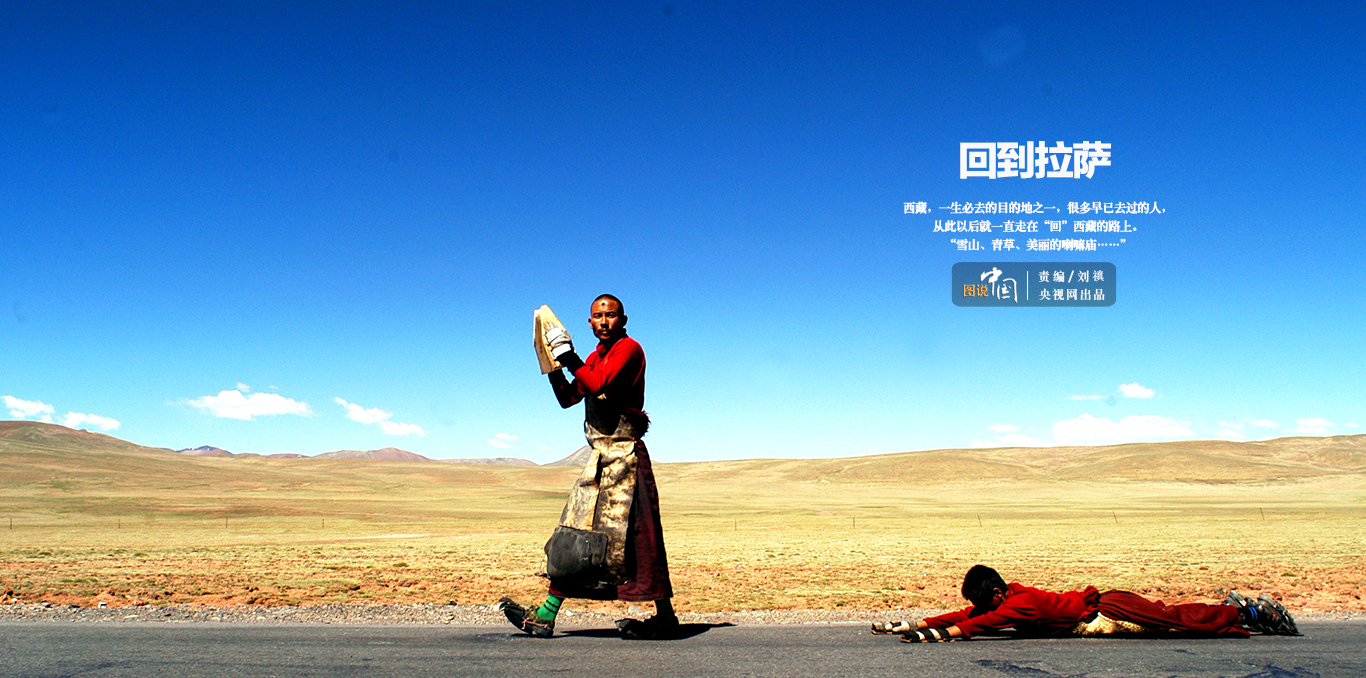 回到拉萨
西藏，一生必去的目的地之一，很多早已去过的人，
从此以后就一直走在“回”西藏的路上。
“雪山、青草、美丽的喇嘛庙……”
图说中国
责编/刘禛
央视网出品